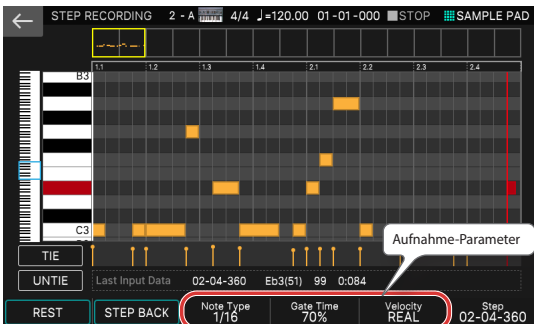 STEP RECORDING 2 - A 4/4 ♩=120.00 01-01-000 STOP SAMPLE PAD
1.1 1.2 1.3 1.4 2.1 2.2 2.3 2.4
B3
C3
Aufnahme-Parameter
TIE
UNTIE Last Input Data 02-04-360 Eb3(51) 99 0:084
REST STEP BACK Note Type Gate Time Velocity Step
1/16 70% REAL 02-04-360